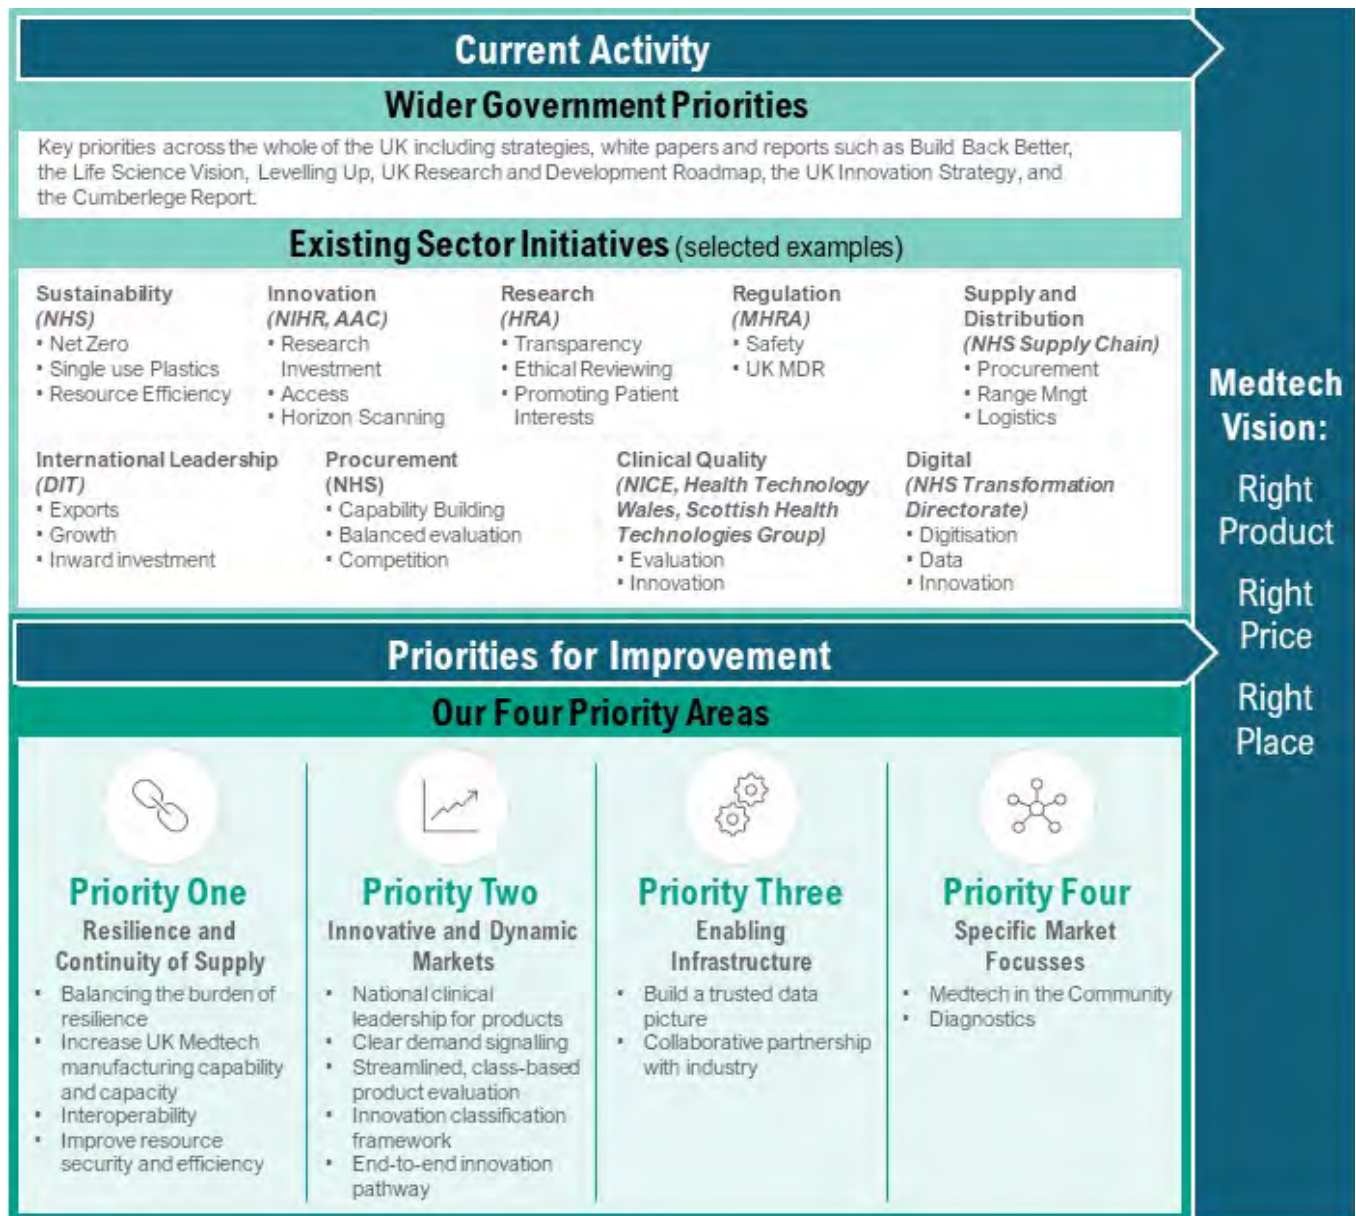 Current Activity
Wider Government Priorities
Key priorities across the whole of the UK including strategies, white papers and reports such as Build Back Better,
the Life Science Vision, Levelling Up, UK Research and Development Roadmap, the UK Innovation Strategy, and
the Cumberlege Report.
Existing Sector Initiatives (selected examples)
Sustainability
(NHS)
• Net Zero
• Single use Plastics
• Resource Efficiency
Innovation
(NIHR, AAC)
• Research
Investment
• Access
• Horizon Scanning
Research
(HRA)
• Transparency
• Ethical Reviewing
• Promoting Patient
Interests
Regulation
(MHRA)
• Safety
• UK MDR
Supply and
Distribution
(NHS Supply Chain)
• Procurement
• Range Mngt
• Logistics
International Leadership
(DIT)
• Exports
• Growth
• Inward investment
Procurement
(NHS)
• Capability Building
• Balanced evaluation
• Competition
Clinical Quality
(NICE, Health Technology
Wales, Scottish Health
Technologies Group)
• Evaluation
• Innovation
Digital
(NHS Transformation
Directorate)
• Digitisation
• Data
• Innovation
Priorities for Improvement
Our Four Priority Areas
Priority One
Resilience and
Continuity of Supply
• Balancing the burden of
resilience
• Increase UK Medtech
manufacturing capability
and capacity
• Interoperability
• Improve resource
security and efficiency
Priority Two
Innovative and Dynamic
Markets
• National clinical
leadership for products
• Clear demand signalling
• Streamlined, class-based
product evaluation
• Innovation classification
framework
• End-to-end innovation
pathway
Priority Three
Enabling
Infrastructure
• Build a trusted data
picture
• Collaborative partnership
with industry
Priority Four
Specific Market
Focusses
• Medtech in the Community
• Diagnostics
Medtech
Vision:
Right
Product
Right
Price
Right
Place